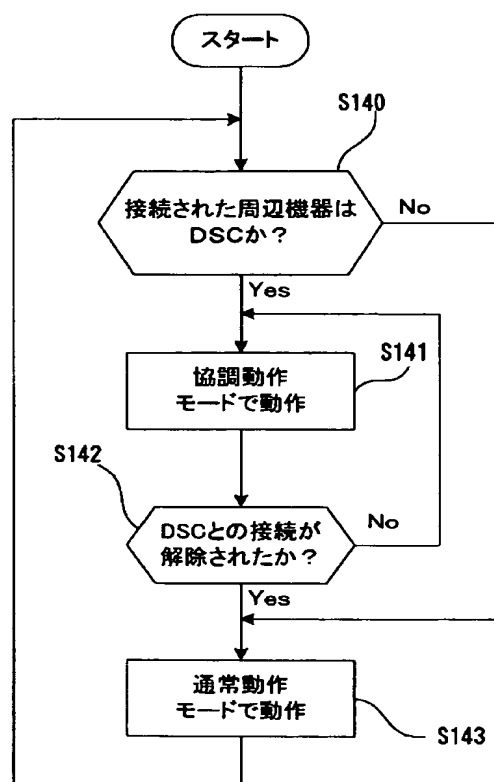 スタート
S140
接続された周辺機器は
DSCか？
No
Yes
S141
協調動作
モードで動作
S142
DSCとの接続が
解除されたか？
No
Yes
通常動作
モードで動作
S143